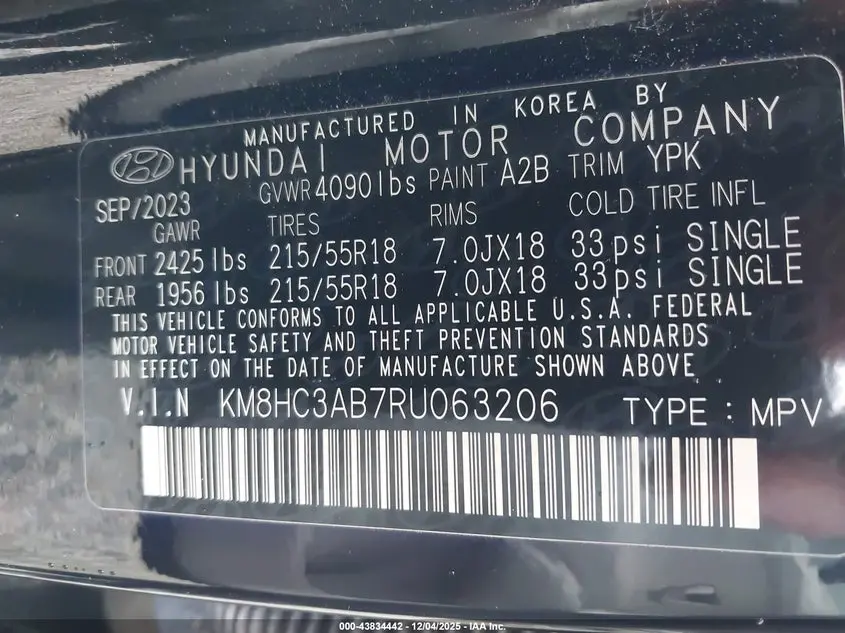 MANUFACTURED IN KOREA BY
HYUNDAI MOTOR COMPANY
SEP/2023 GVWR 4090lbs PAINT A2B TRIM YPK
GAWR TIRES RIMS COLD TIRE INFL
FRONT 2425 lbs 215/55R18 7.0JX18 33psi SINGLE
REAR 1956 lbs 215/55R18 7.0JX18 33psi SINGLE
THIS VEHICLE CONFORMS TO ALL APPLICABLE U.S.A. FEDERAL
MOTOR VEHICLE SAFETY AND THEFT PREVENTION STANDARDS
IN EFFECT ON THE DATE OF MANUFACTURE SHOWN ABOVE
V.I.N KM8HC3AB7RU063206 TYPE : MPV
000-43834442 - 12/04/2025 - IAA Inc.